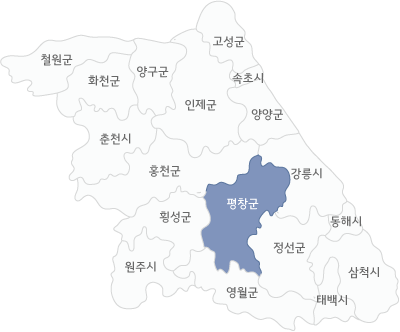 고성군
철원군
양구군
화천군
속초시
인제군
양양군
춘천시
홍천군
강릉시
평창군
횡성군
동해시
정선군
원주시
삼척시
영월군
태백시